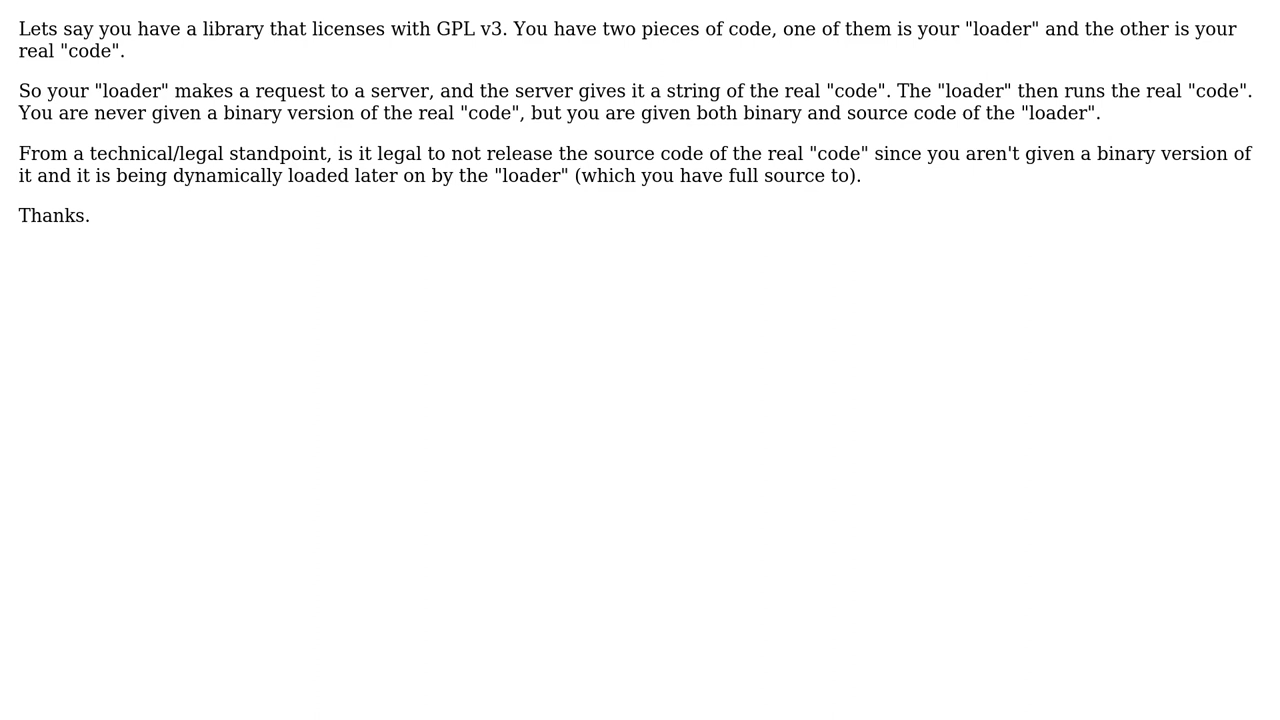 Lets say you have a library that licenses with GPL v3. You have two pieces of code, one of them is your "loader" and the other is your
real "code".
So your "loader" makes a request to a server, and the server gives it a string of the real "code". The "loader" then runs the real "code".
You are never given a binary version of the real "code", but you are given both binary and source code of the "loader".
From a technical/legal standpoint, is it legal to not release the source code of the real "code" since you aren't given a binary version of
it and it is being dynamically loaded later on by the "loader" (which you have full source to).
Thanks.